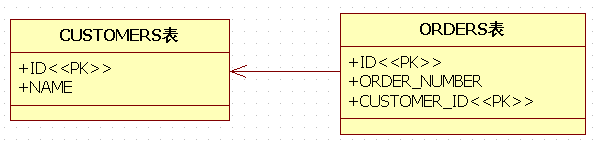 CUSTOMERS表
+ID<<PK>>
+NAME
ORDERS表
+ID<<PK>>
+ORDER_NUMBER
+CUSTOMER_ID<<PK>>